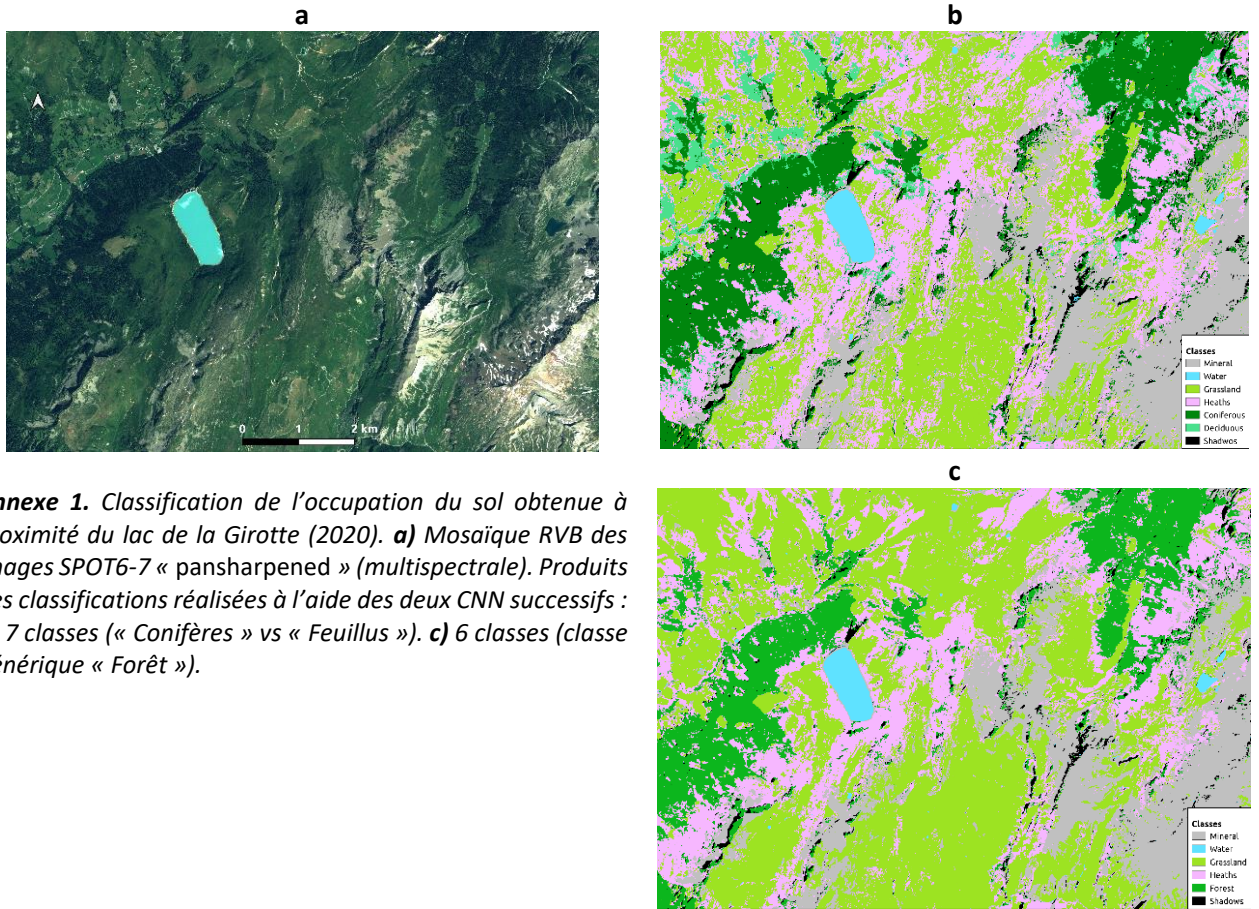 a
b
0 1 2 km
Classes
Mineral
Water
Grassland
Heaths
Coniferous
Deciduous
Shadwos
c
nnexe 1. Classification de l’occupation du sol obtenue à
oximité du lac de la Girotte (2020). a) Mosaïque RVB des
nages SPOT6-7 « pansharpened » (multispectrale). Produits
es classifications réalisées à l’aide des deux CNN successifs :
7 classes (« Conifères » vs « Feuillus »). c) 6 classes (classe
énérique « Forêt »).
Classes
Mineral
Water
Grassland
Heaths
Forest
Shadows